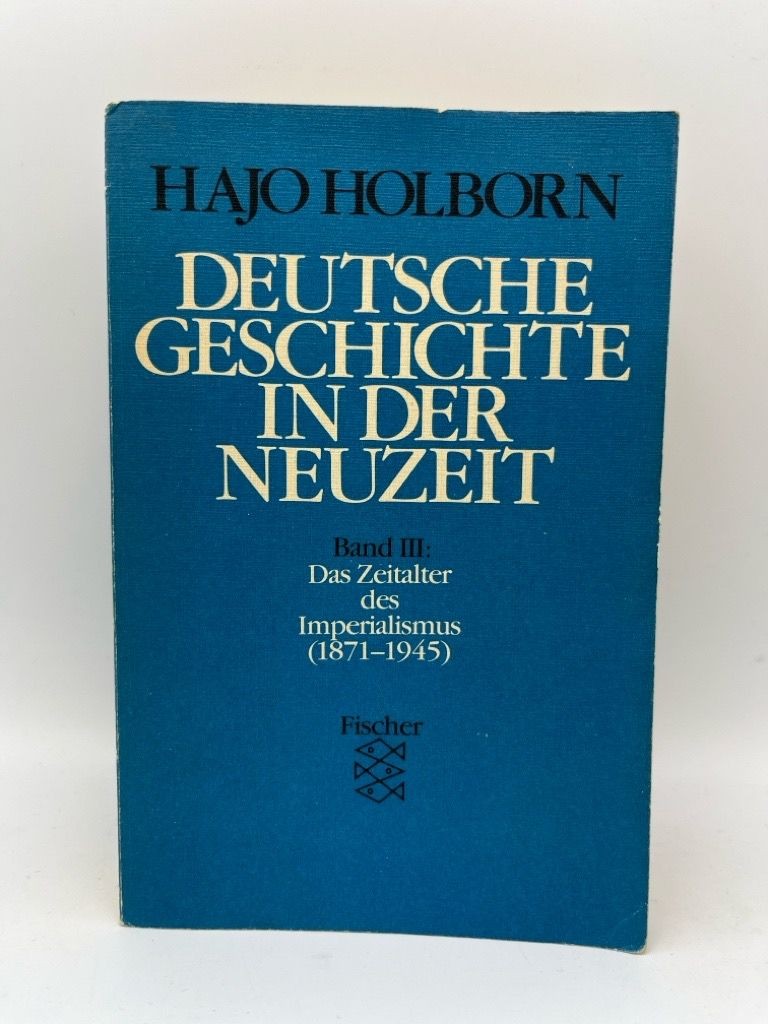 HAJO HOLBORN
DEUTSCHE
GESCHICHTE
IN DER
NEUZEIT
Band III:
Das Zeitalter
des
Imperialismus
(1871–1945)
Fischer